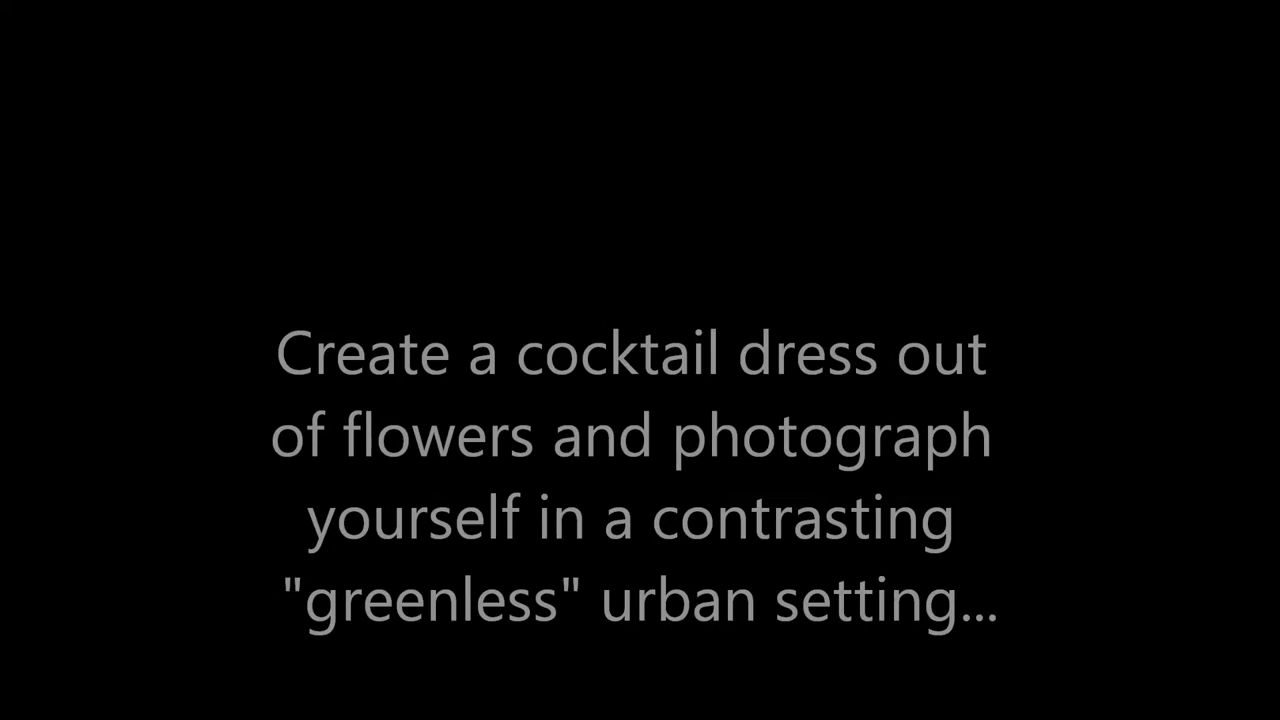 Create a cocktail dress out
of flowers and photograph
yourself in a contrasting
"greenless" urban setting...